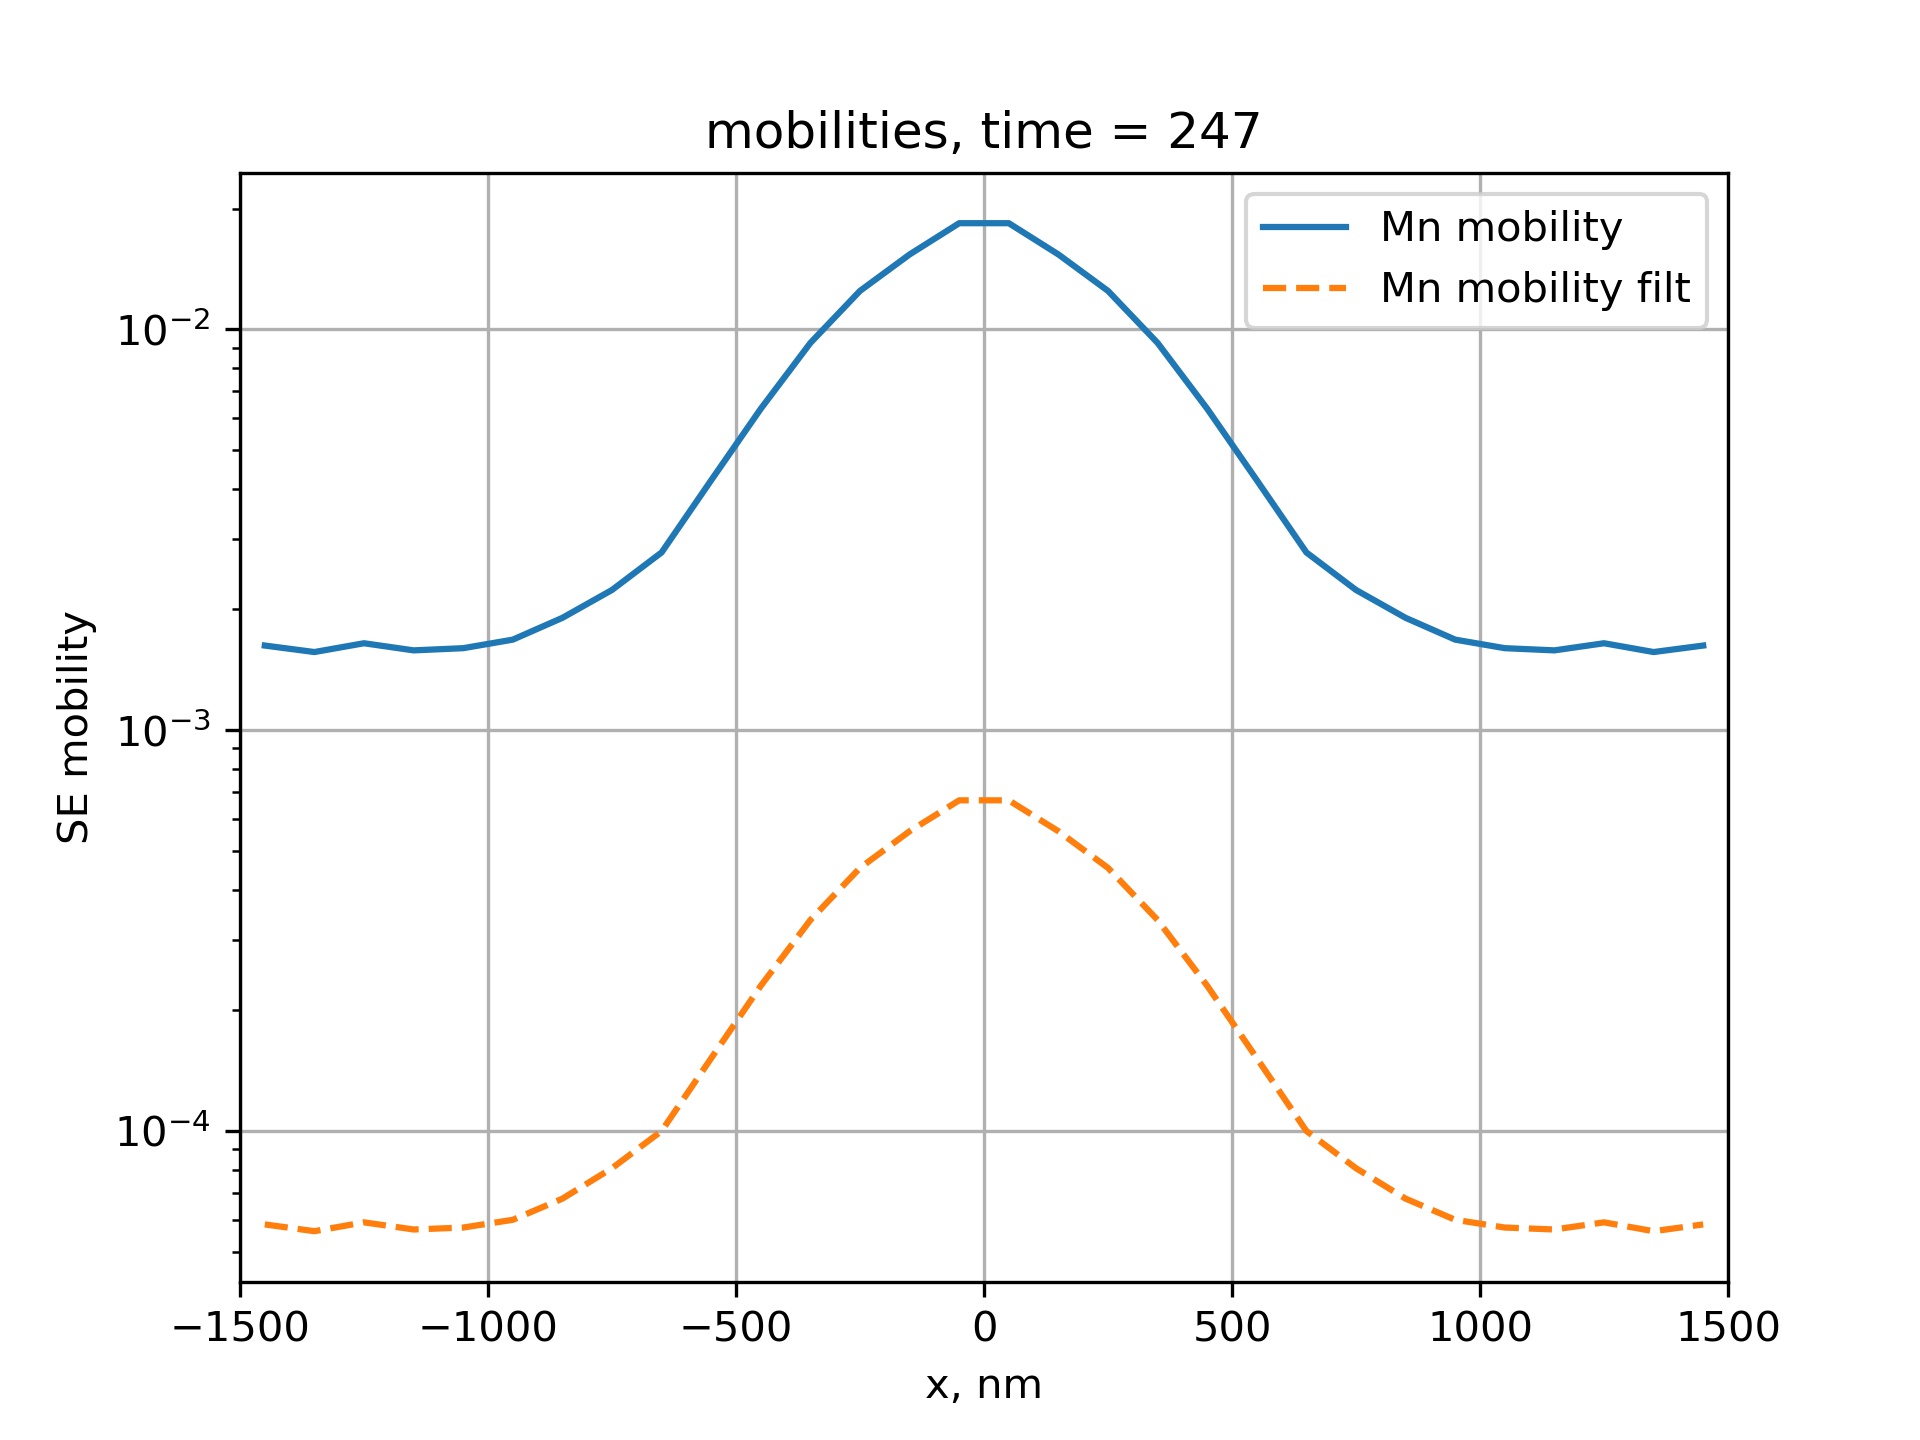 mobilities, time = 247
Mn mobility
Mn mobility filt
SE mobility
10⁻²
10⁻³
10⁻⁴
−1500 −1000 −500 0 500 1000 1500
x, nm